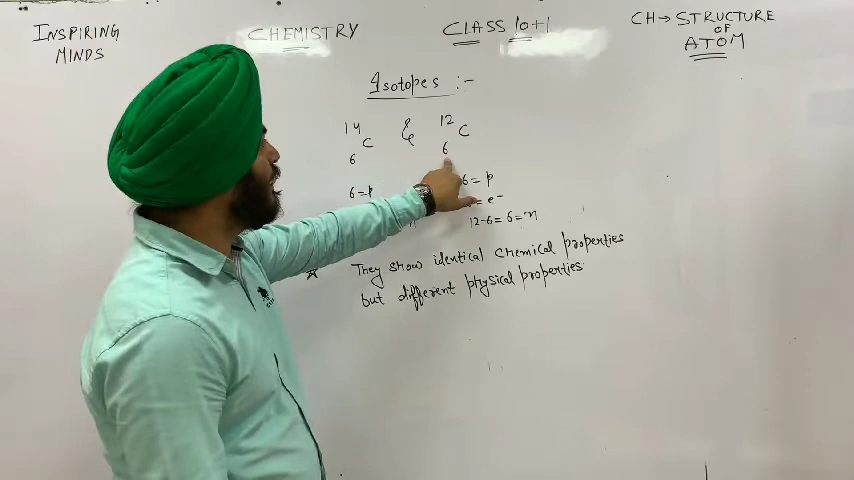 INSPIRING
MINDS
CHEMISTRY
CLASS 10+1
CH → STRUCTURE
OF
ATOM
Isotopes :-
14 C & 12 C
6 6
6 = p 6 = p
= e-
n 12-6 = 6 = n
They show identical chemical properties
but different physical properties